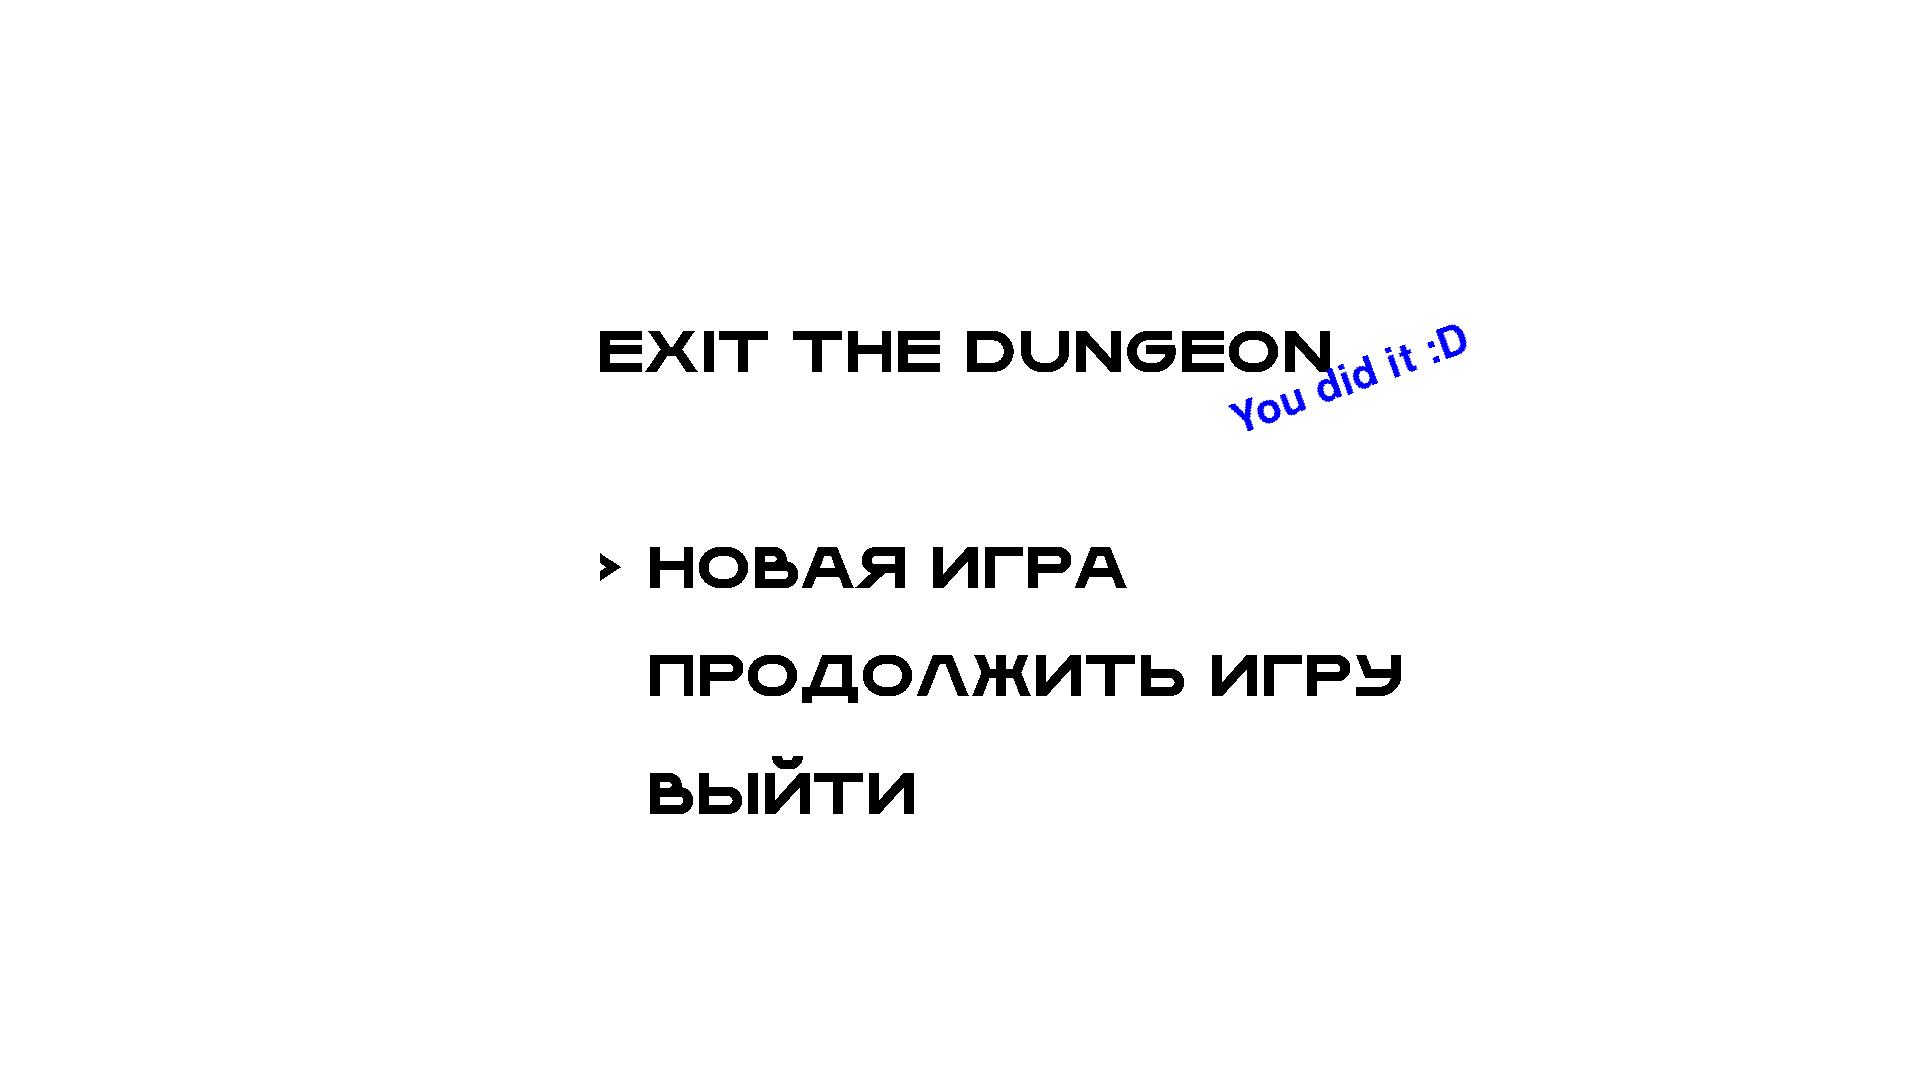 EXIT THE DUNGEON
You did it :D
> НОВАЯ ИГРА
ПРОДОЛЖИТЬ ИГРУ
ВЫЙТИ